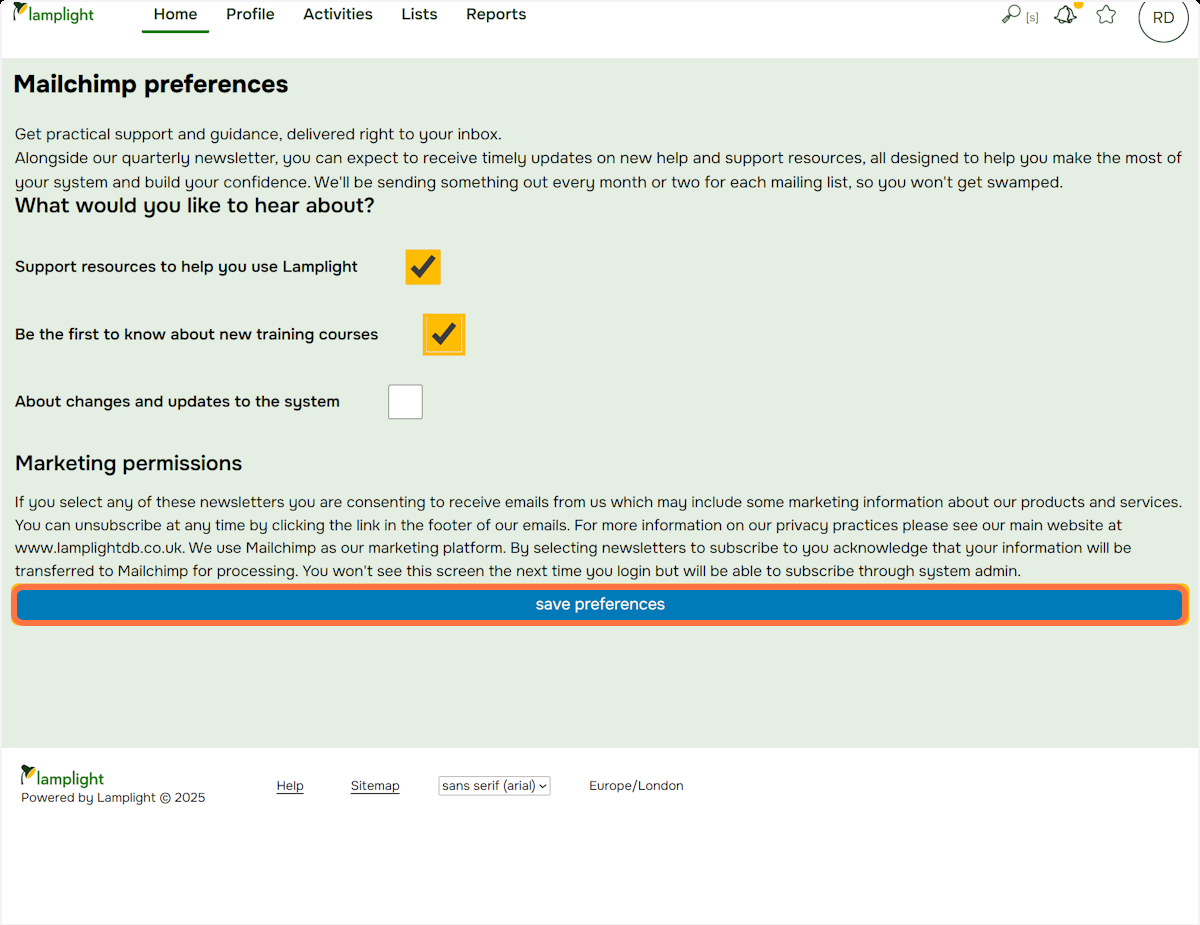 lamplight Home Profile Activities Lists Reports [s] RD
Mailchimp preferences
Get practical support and guidance, delivered right to your inbox.
Alongside our quarterly newsletter, you can expect to receive timely updates on new help and support resources, all designed to help you make the most of
your system and build your confidence. We'll be sending something out every month or two for each mailing list, so you won't get swamped.
What would you like to hear about?
Support resources to help you use Lamplight
Be the first to know about new training courses
About changes and updates to the system
Marketing permissions
If you select any of these newsletters you are consenting to receive emails from us which may include some marketing information about our products and services.
You can unsubscribe at any time by clicking the link in the footer of our emails. For more information on our privacy practices please see our main website at
www.lamplightdb.co.uk. We use Mailchimp as our marketing platform. By selecting newsletters to subscribe to you acknowledge that your information will be
transferred to Mailchimp for processing. You won't see this screen the next time you login but will be able to subscribe through system admin.
save preferences
lamplight
Powered by Lamplight © 2025
Help Sitemap sans serif (arial) Europe/London